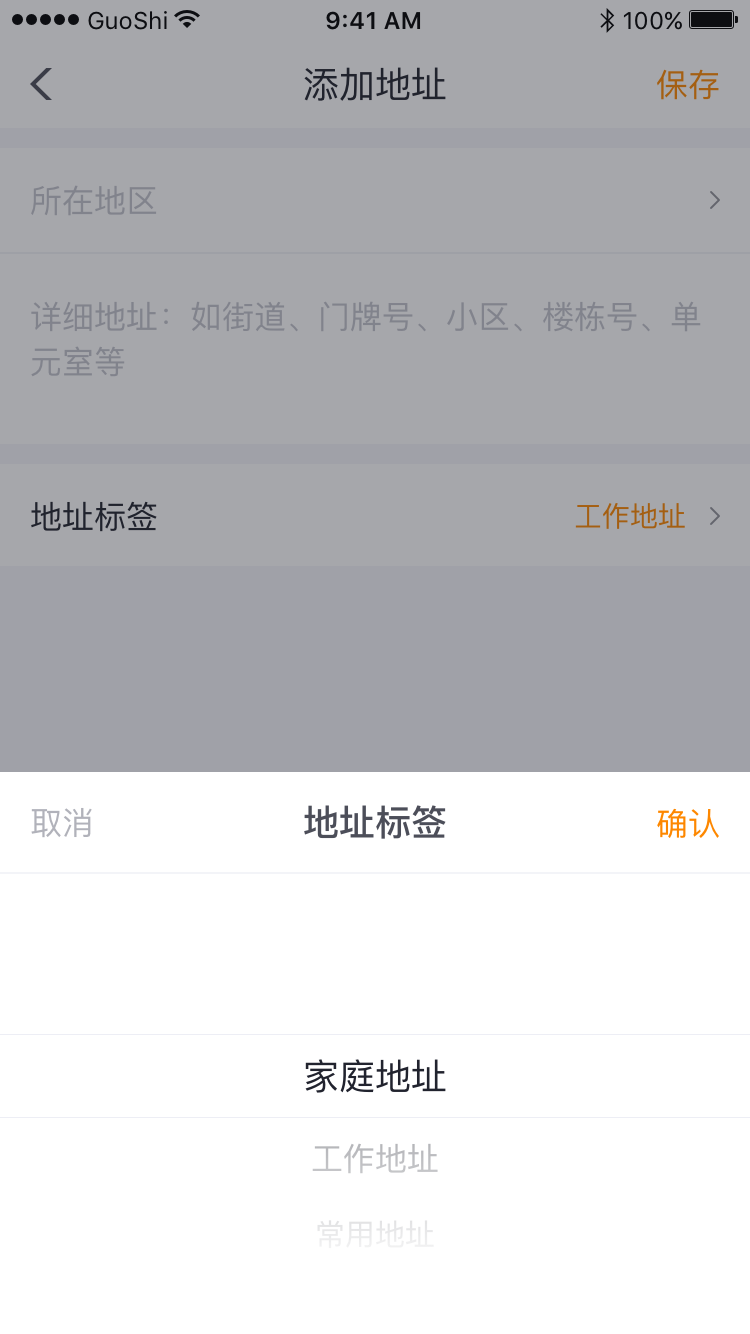 GuoShi 9:41 AM 100%
添加地址 保存
所在地区
详细地址：如街道、门牌号、小区、楼栋号、单
元室等
地址标签 工作地址
取消 地址标签 确认
家庭地址
工作地址
常用地址